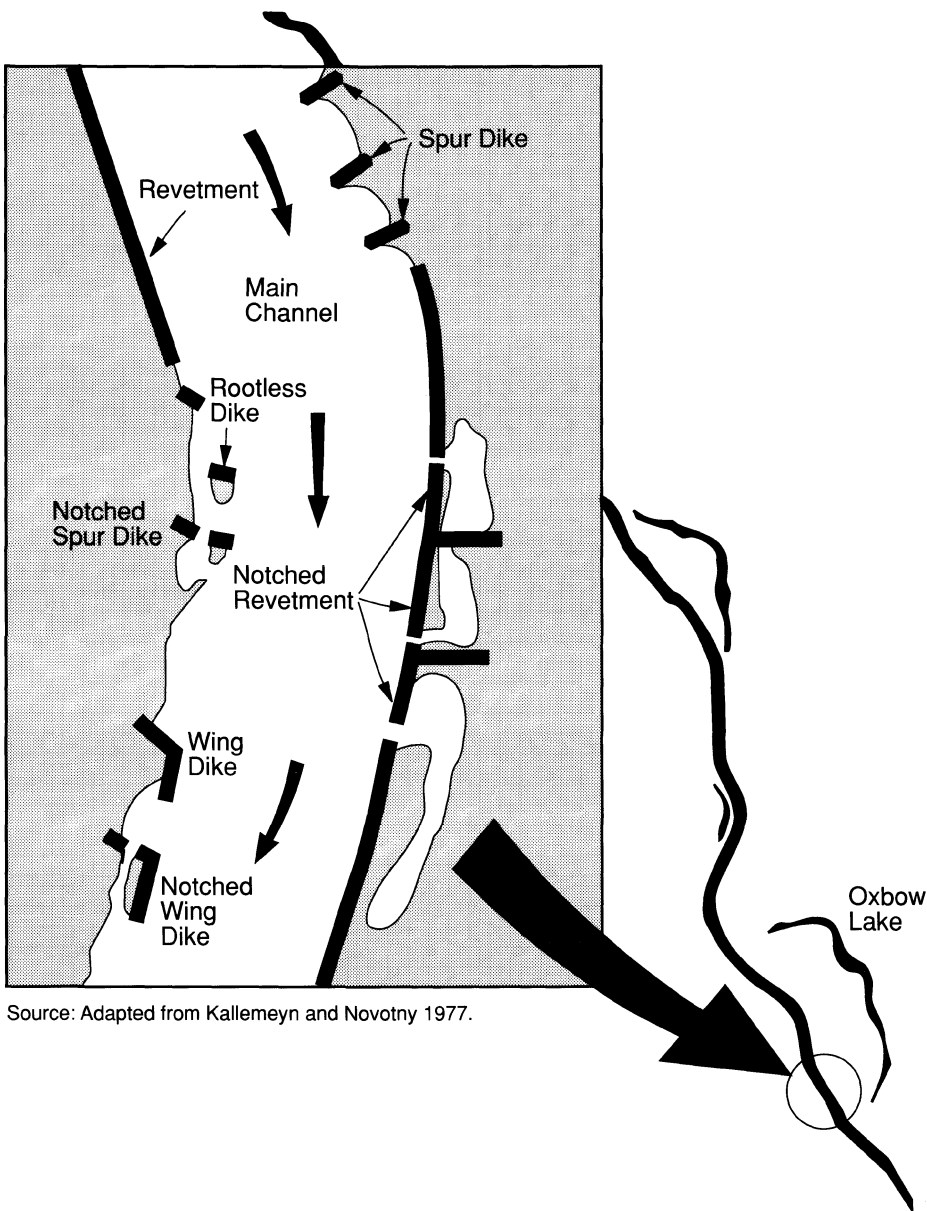 Spur Dike
Revetment
Main
Channel
Rootless
Dike
Notched
Spur Dike
Notched
Revetment
Wing
Dike
Notched
Wing
Dike
Oxbow
Lake
Source: Adapted from Kallemeyn and Novotny 1977.